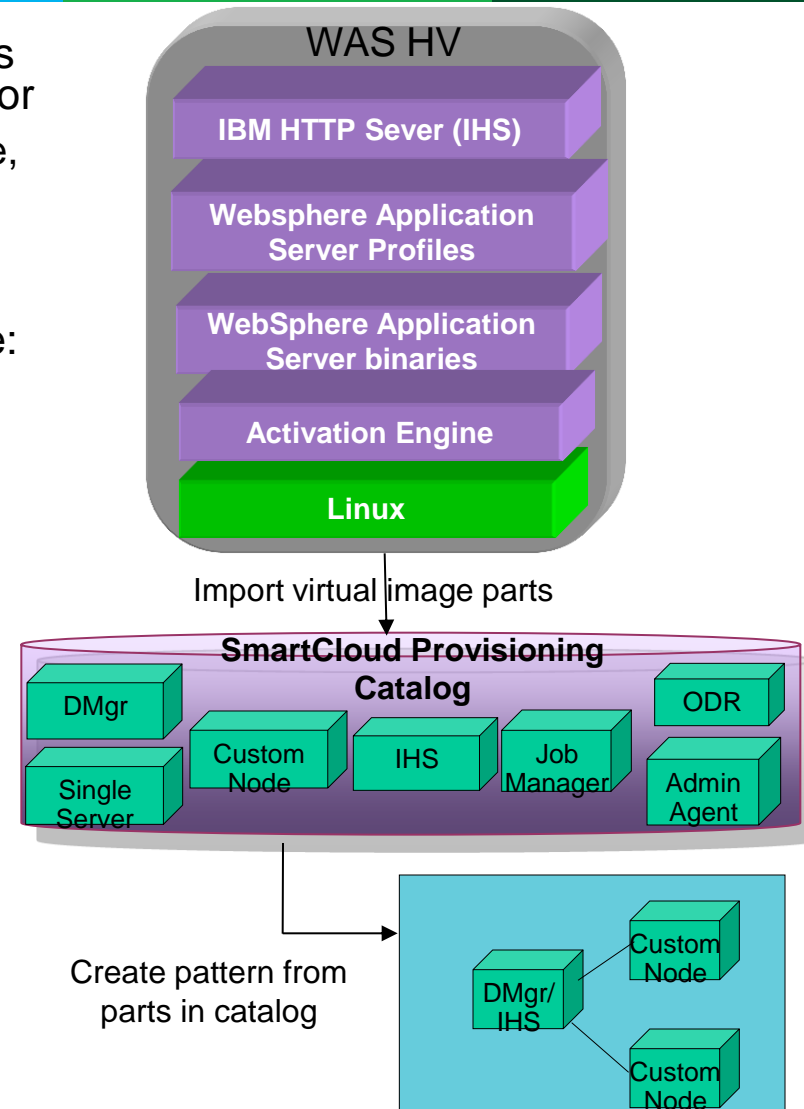 s
or
e,
e:
WAS HV
IBM HTTP Sever (IHS)
Websphere Application
Server Profiles
WebSphere Application
Server binaries
Activation Engine
Linux
Import virtual image parts
SmartCloud Provisioning
Catalog
DMgr
Single
Server
Custom
Node
IHS
Job
Manager
ODR
Admin
Agent
Create pattern from
parts in catalog
DMgr/
IHS
Custom
Node
Custom
Node